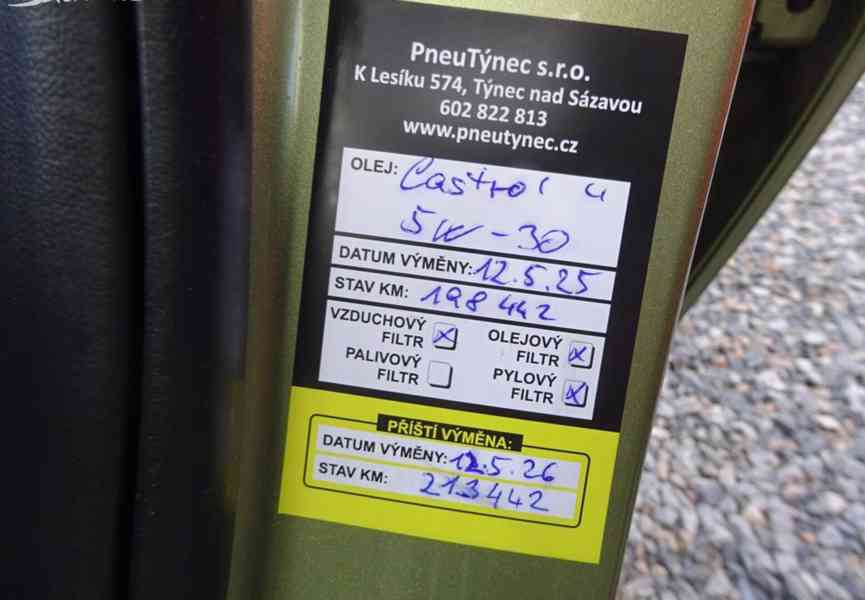 PneuTýnec s.r.o.
K Lesíku 574, Týnec nad Sázavou
602 822 813
www.pneutynec.cz
OLEJ: Castrol
5W-30
DATUM VÝMĚNY: 12.5.25
STAV KM: 198 442
VZDUCHOVÝ FILTR
OLEJOVÝ FILTR
PALIVOVÝ FILTR
PYLOVÝ FILTR
PŘÍŠTÍ VÝMĚNA:
DATUM VÝMĚNY: 12.5.26
STAV KM: 213442